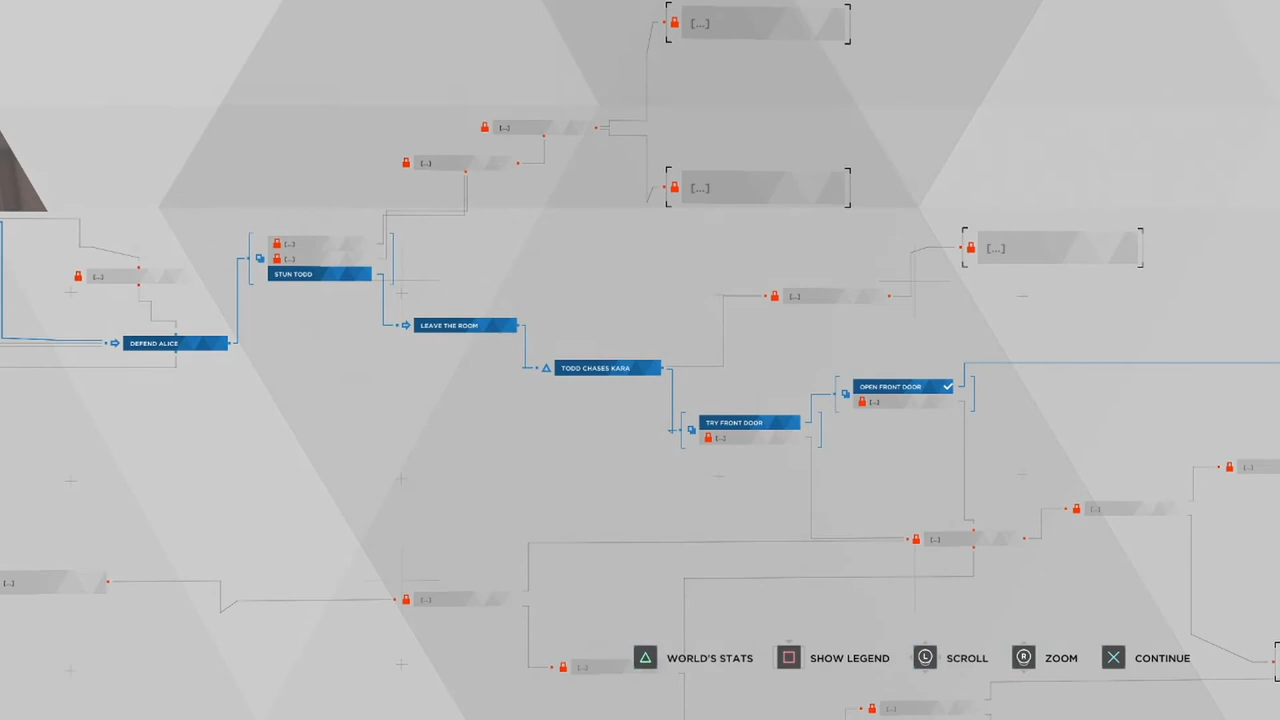 [...]
[...]
[...]
[...]
[...]
[...]
[...]
[...]
STUN TODD
[...]
LEAVE THE ROOM
[...]
DEFEND ALICE
TODD CHASES KARA
OPEN FRONT DOOR
[...]
TRY FRONT DOOR
[...]
[...]
[...]
[...]
[...]
[...]
[...]
WORLD'S STATS
SHOW LEGEND
L
SCROLL
R
ZOOM
CONTINUE
[...]